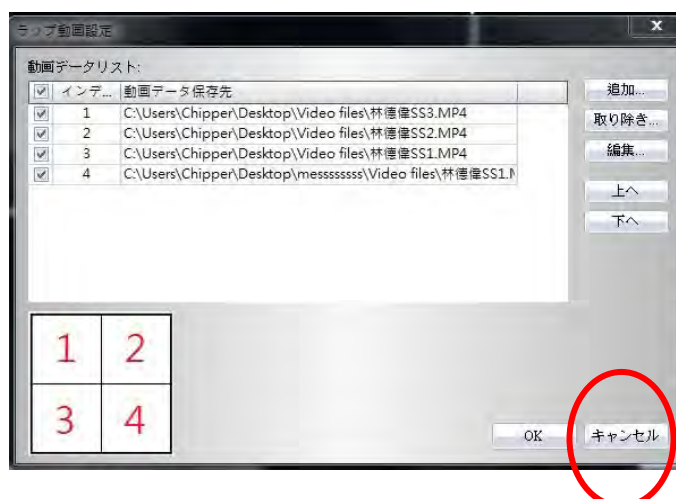 ラップ動画設定
x
動画データリスト:
インデ... 動画データ保存先
1 C:\Users\Chipper\Desktop\Video files\林德偉SS3.MP4
2 C:\Users\Chipper\Desktop\Video files\林德偉SS2.MP4
3 C:\Users\Chipper\Desktop\Video files\林德偉SS1.MP4
4 C:\Users\Chipper\Desktop\messsssss\Video files\林德偉SS1.M
追加...
取り除き...
編集...
上へ
下へ
1 2
3 4
OK キャンセル